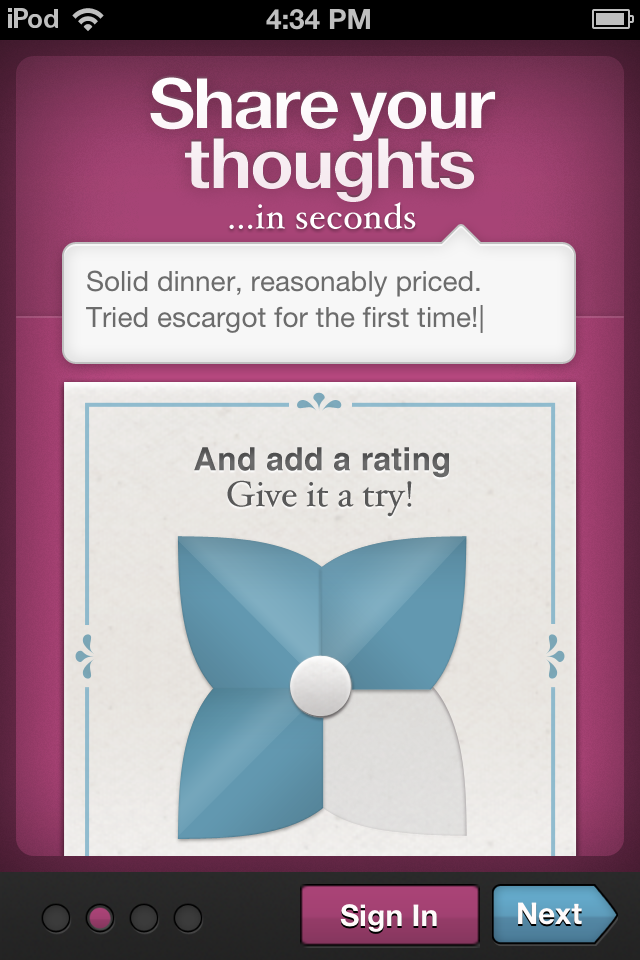 iPod 4:34 PM
Share your
thoughts
...in seconds
Solid dinner, reasonably priced.
Tried escargot for the first time!
And add a rating
Give it a try!
Sign In Next